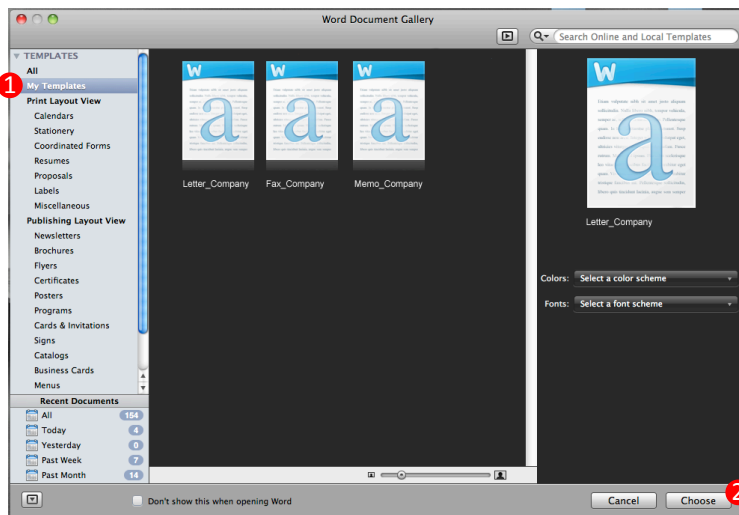 Word Document Gallery
Search Online and Local Templates
TEMPLATES
All
1
My Templates
Print Layout View
Calendars
Stationery
Coordinated Forms
Resumes
Proposals
Labels
Miscellaneous
Publishing Layout View
Newsletters
Brochures
Flyers
Certificates
Posters
Programs
Cards & Invitations
Signs
Catalogs
Business Cards
Menus
Recent Documents
All 154
Today 4
Yesterday 0
Past Week 7
Past Month 14
W W W
a a a
Letter_Company Fax_Company Memo_Company
W
a
Letter_Company
Colors: Select a color scheme
Fonts: Select a font scheme
Don't show this when opening Word
Cancel Choose 2